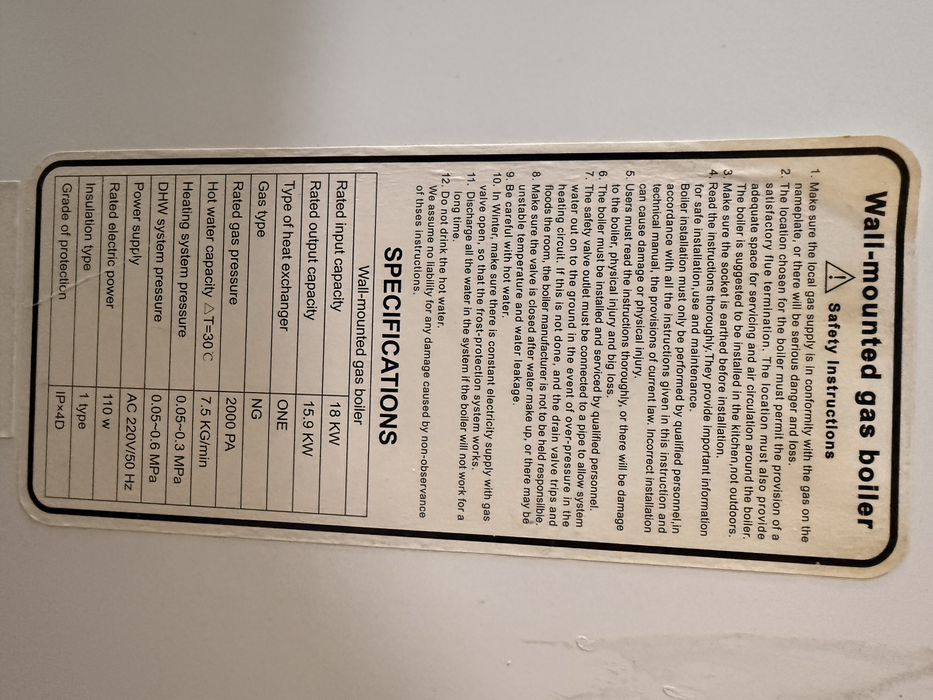 Wall-mounted gas boiler
Safety Instructions
1. Make sure the local gas supply is in conformity with the gas on the
nameplate, or there will be serious danger and loss.
2. The location chosen for the boiler must permit the provision of a
satisfactory flue termination. The location must also provide
adequate space for servicing and air circulation around the boiler.
The boiler is suggested to be installed in the kitchen,not outdoors.
3. Make sure the socket is earthed before installation.
4. Read the instructions thoroughly.They provide important information
for safe installation,use and maintenance.
Boiler installation must only be performed by qualified personnel,in
accordance with all the instructions given in this instruction and
technical manual, the provisions of current law. Incorrect installation
can cause damage or physical injury.
5. Users must read the instructions thoroughly, or there will be damage
to the boiler, physical injury and big loss.
6. The boiler must be installed and serviced by qualified personnel.
7. The safety valve outlet must be connected to a pipe to allow system
water run on to the ground in the event of over-pressure in the
heating circuit. If this is not done, and the drain valve trips and
floods the room, the boiler manufacturer is not to be held responsible.
8. Make sure the valve is closed after water make up, or there may be
unstable temperature and water leakage.
9. Be careful with hot water.
10. In Winter, make sure there is constant electricity supply with gas
valve open, so that the frost-protection system works.
11. Discharge all the water in the system if the boiler will not work for a
long time.
12. Do not drink the hot water.
We assume no liability for any damage caused by non-observance
of thses instructions.
SPECIFICATIONS
Wall-mounted gas boiler
Rated input capacity 18 KW
Rated output capacity 15.9 KW
Type of heat exchanger ONE
Gas type NG
Rated gas pressure 2000 PA
Hot water capacity △T=30℃ 7.5 KG/min
Heating system pressure 0.05~0.3 MPa
DHW system pressure 0.05~0.6 MPa
Power supply AC 220V/50 Hz
Rated electric power 110 w
Insulation type 1 type
Grade of protection IP×4D